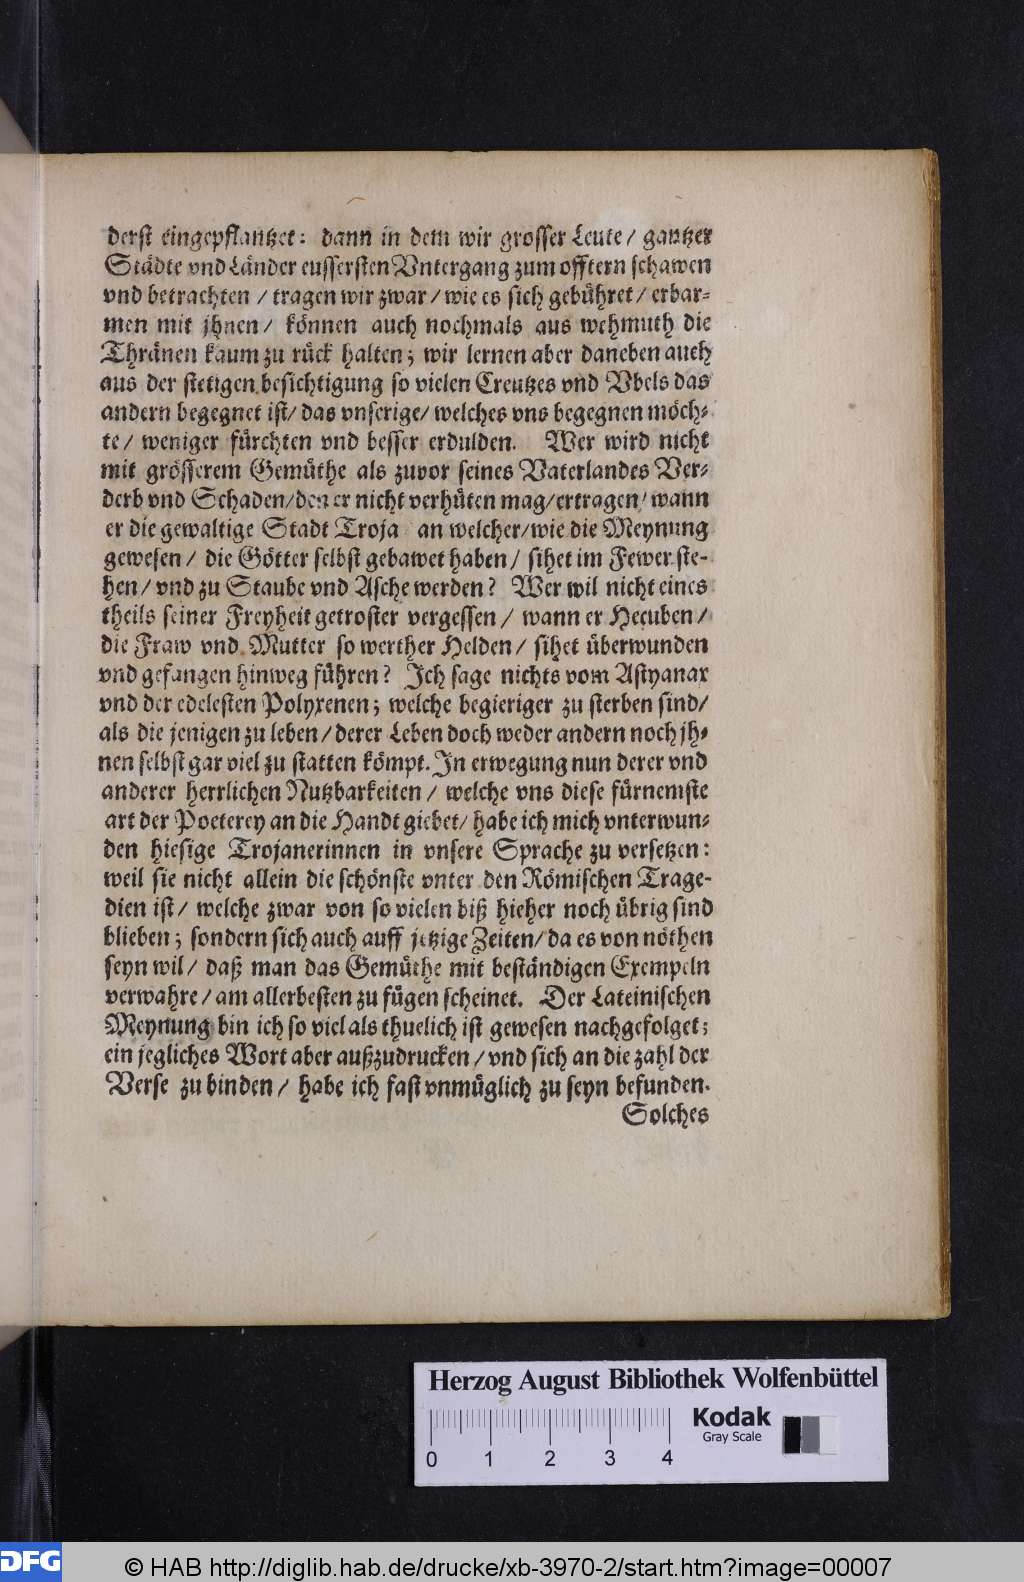 derst eingepflantzet: dann in dem wir grosser Leute/ gantzer
Städte vnd Länder eussersten Vntergang zum offtern schawen
vnd betrachten / tragen wir zwar / wie es sich gebühret / erbar-
men mit jhnen / können auch nochmals aus wehmuth die
Thränen kaum zu rück halten; wir lernen aber daneben auch
aus der stetigen besichtigung so vielen Creutzes vnd Vbels das
andern begegnet ist/ das vnserige/ welches vns begegnen möch-
te/ weniger fürchten vnd besser erdulden. Wer wird nicht
mit grösserem Gemüthe als zuvor seines Vaterlandes Ver-
derb vnd Schaden/den er nicht verhüten mag/ertragen/ wann
er die gewaltige Stadt Troja / an welcher/wie die Meynung
gewesen / die Götter selbst gebawet haben / sihet im Fewer ste-
hen / vnd zu Staube vnd Asche werden? Wer wil nicht eines
theils seiner Freyheit getroster vergessen / wann er Hecuben /
die Fraw vnd Mutter so werther Helden / sihet überwunden
vnd gefangen hinweg führen? Ich sage nichts vom Astyanax
vnd der edelesten Polyxenen; welche begieriger zu sterben sind/
als die jenigen zu leben / derer Leben doch weder andern noch jh-
nen selbst gar viel zu statten kömpt. In erwegung nun derer vnd
anderer herrlichen Nutzbarkeiten / welche vns diese fürnemste
art der Poeterey an die Handt giebet/ habe ich mich vnterwun-
den hiesige Trojanerinnen in vnsere Sprache zu versetzen:
weil sie nicht allein die schönste vnter den Römischen Trage-
dien ist/ welche zwar von so vielen biß hieher noch übrig sind
blieben; sondern sich auch auff jetzige Zeiten/ da es von nöthen
seyn wil / daß man das Gemüthe mit beständigen Exempeln
verwahre / am allerbesten zu fügen scheinet. Der Lateinischen
Meynung bin ich so viel als thuelich ist gewesen nachgefolget;
ein jegliches Wort aber außzudrucken / vnd sich an die zahl der
Verse zu binden / habe ich fast vnmüglich zu seyn befunden.
Solches
Herzog August Bibliothek Wolfenbüttel
Kodak
Gray Scale
0 1 2 3 4
DFG © HAB http://diglib.hab.de/drucke/xb-3970-2/start.htm?image=00007